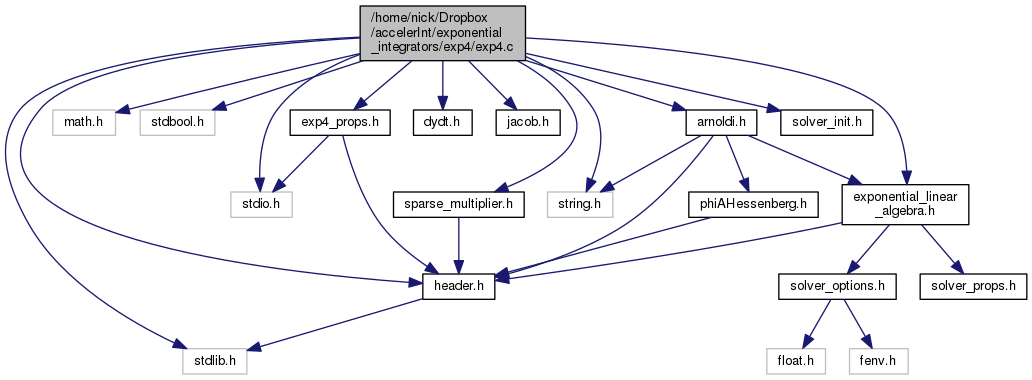 /home/nick/Dropbox
/accelerInt/exponential
_integrators/exp4/exp4.c
math.h
stdbool.h
exp4_props.h
dydt.h
jacob.h
arnoldi.h
solver_init.h
stdio.h
sparse_multiplier.h
string.h
phiAHessenberg.h
exponential_linear
_algebra.h
header.h
solver_options.h
solver_props.h
stdlib.h
float.h
fenv.h